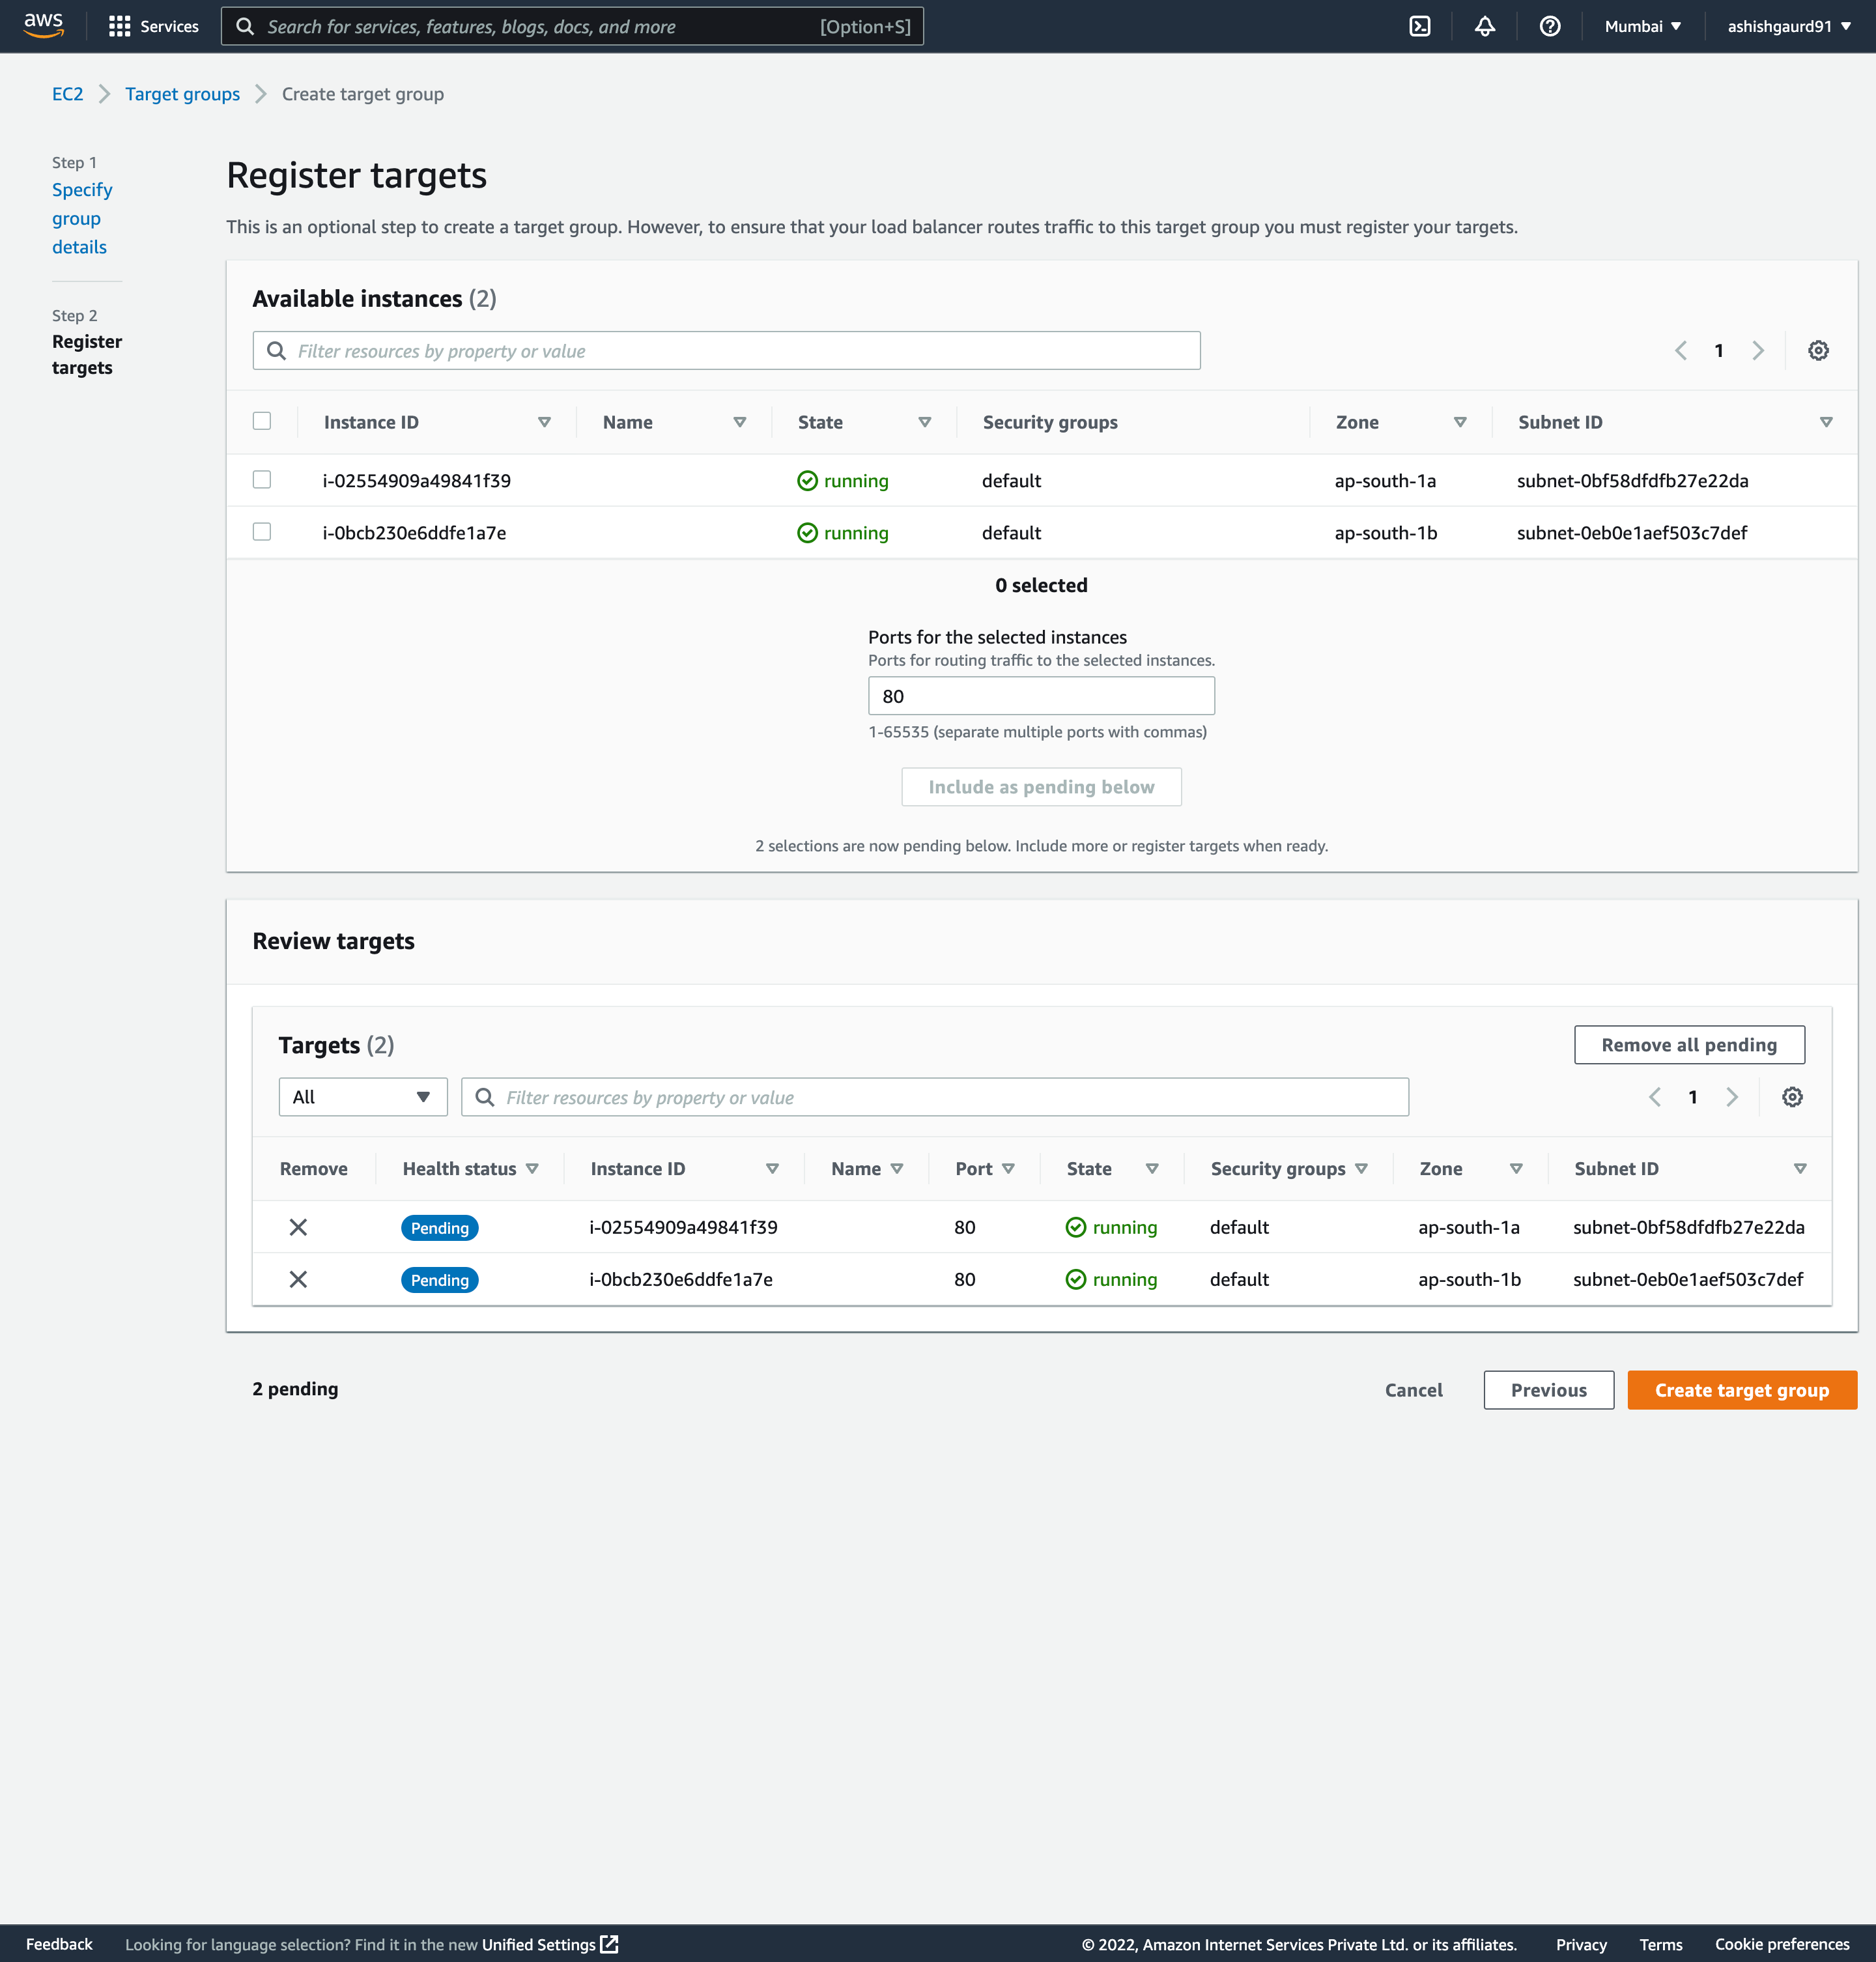 aws Services Search for services, features, blogs, docs, and more [Option+S] Mumbai ashishgaurd91
EC2 Target groups Create target group
Step 1
Specify
group
details
Step 2
Register
targets
Register targets
This is an optional step to create a target group. However, to ensure that your load balancer routes traffic to this target group you must register your targets.
Available instances (2)
Filter resources by property or value 1
Instance ID Name State Security groups Zone Subnet ID
i-02554909a49841f39 running default ap-south-1a subnet-0bf58dfdfb27e22da
i-0bcb230e6ddfe1a7e running default ap-south-1b subnet-0eb0e1aef503c7def
0 selected
Ports for the selected instances
Ports for routing traffic to the selected instances.
80
1-65535 (separate multiple ports with commas)
Include as pending below
2 selections are now pending below. Include more or register targets when ready.
Review targets
Targets (2) Remove all pending
All Filter resources by property or value 1
Remove Health status Instance ID Name Port State Security groups Zone Subnet ID
Pending i-02554909a49841f39 80 running default ap-south-1a subnet-0bf58dfdfb27e22da
Pending i-0bcb230e6ddfe1a7e 80 running default ap-south-1b subnet-0eb0e1aef503c7def
2 pending Cancel Previous Create target group
Feedback Looking for language selection? Find it in the new Unified Settings © 2022, Amazon Internet Services Private Ltd. or its affiliates. Privacy Terms Cookie preferences